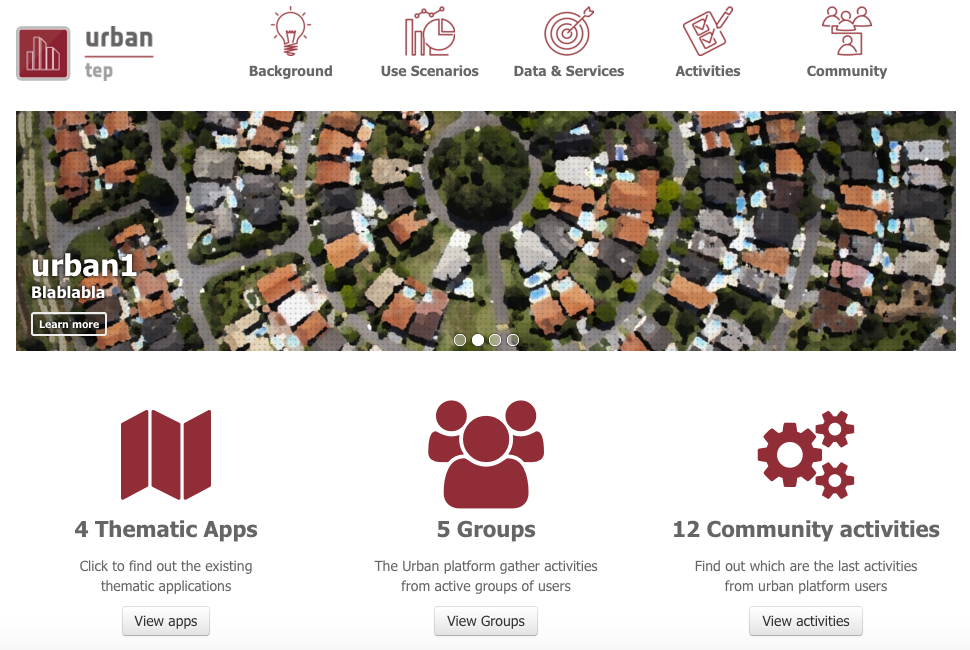 urban
tep
Background
Use Scenarios
Data & Services
Activities
Community
urban1
Blablabla
Learn more
4 Thematic Apps
Click to find out the existing
thematic applications
View apps
5 Groups
The Urban platform gather activities
from active groups of users
View Groups
12 Community activities
Find out which are the last activities
from urban platform users
View activities